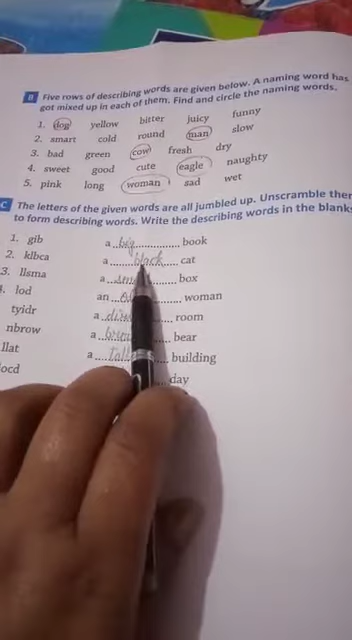 B Five rows of describing words are given below. A naming word has
got mixed up in each of them. Find and circle the naming words.
1. dog yellow bitter juicy funny
2. smart cold round man slow
3. bad green cow fresh dry
4. sweet good cute eagle naughty
5. pink long woman sad wet
C The letters of the given words are all jumbled up. Unscramble
to form describing words. Write the describing words in the blanks
1. gib a big book
2. klbca a black cat
3. llsma a box
lod an woman
tyidr a room
nbrow a bear
llat a tall building
ocd day